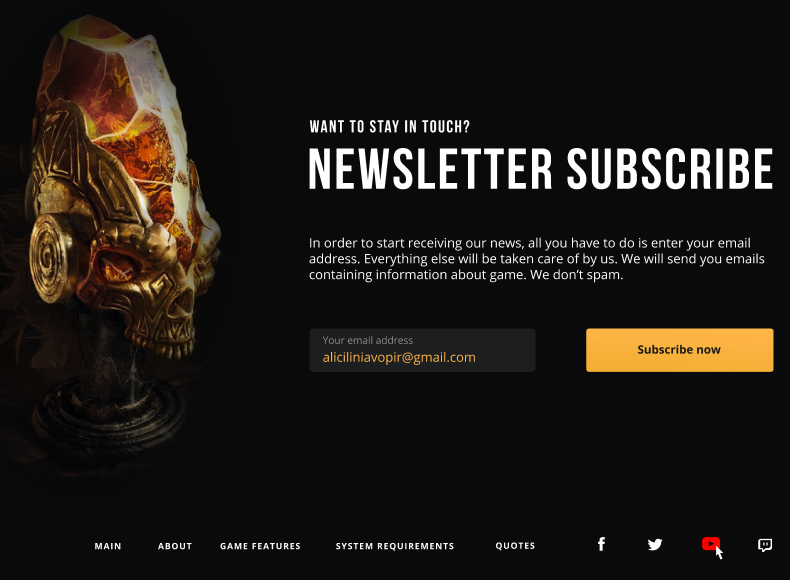 WANT TO STAY IN TOUCH?
NEWSLETTER SUBSCRIBE
In order to start receiving our news, all you have to do is enter your email
address. Everything else will be taken care of by us. We will send you emails
containing information about game. We don’t spam.
Your email address
aliciliniavopir@gmail.com
Subscribe now
MAIN
ABOUT
GAME FEATURES
SYSTEM REQUIREMENTS
QUOTES